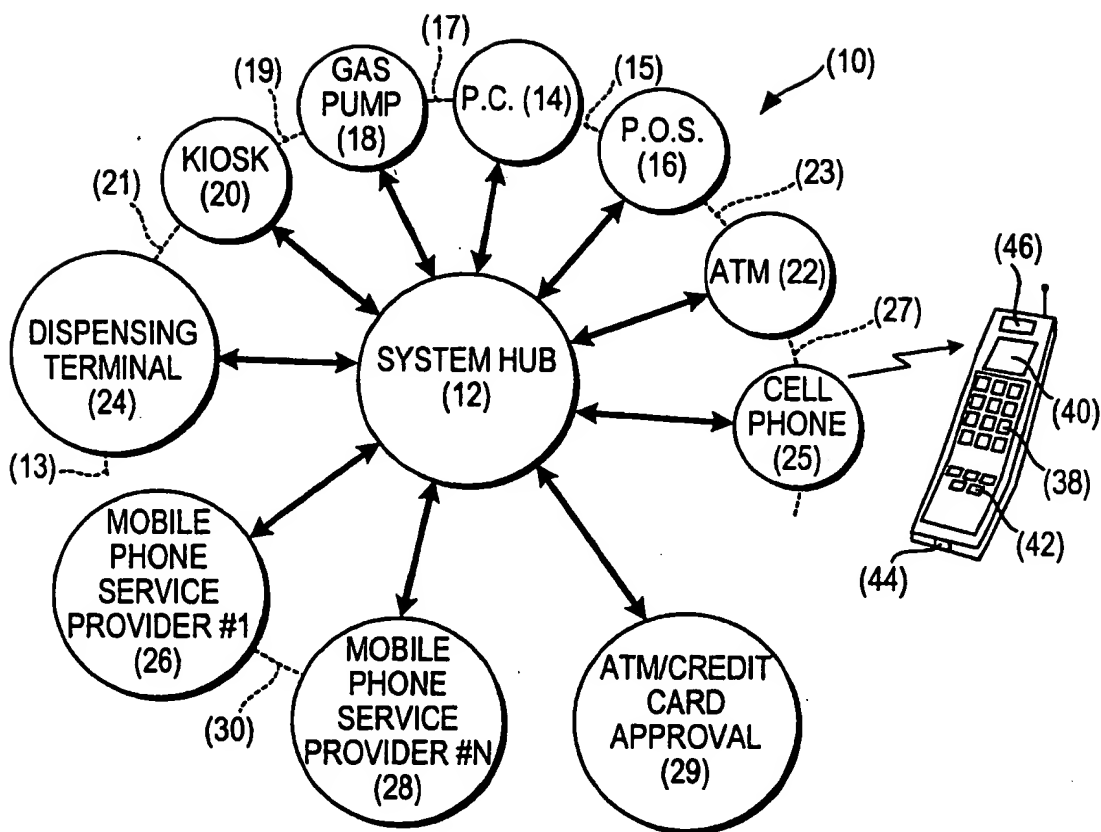 (17)
(10)
(19)
GAS
PUMP
(18)
P.C. (14)
(15)
P.O.S.
(16)
KIOSK
(20)
(21)
(23)
ATM (22)
(46)
DISPENSING
TERMINAL
(24)
SYSTEM HUB
(12)
(27)
CELL
PHONE
(25)
(40)
(38)
(42)
(44)
(13)
MOBILE
PHONE
SERVICE
PROVIDER #1
(26)
(30)
MOBILE
PHONE
SERVICE
PROVIDER #N
(28)
ATM/CREDIT
CARD
APPROVAL
(29)